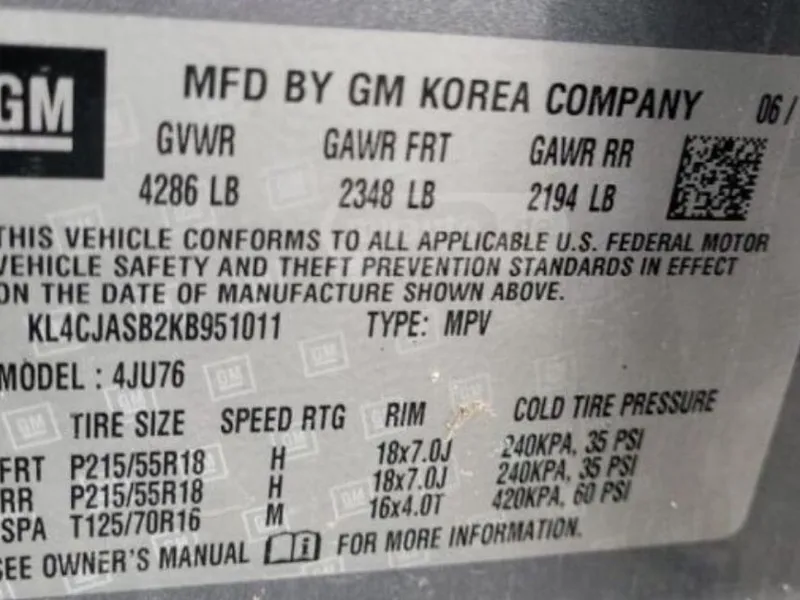 GM
MFD BY GM KOREA COMPANY 06/
GVWR GAWR FRT GAWR RR
4286 LB 2348 LB 2194 LB
THIS VEHICLE CONFORMS TO ALL APPLICABLE U.S. FEDERAL MOTOR
VEHICLE SAFETY AND THEFT PREVENTION STANDARDS IN EFFECT
ON THE DATE OF MANUFACTURE SHOWN ABOVE.
KL4CJASB2KB951011 TYPE: MPV
MODEL : 4JU76
TIRE SIZE SPEED RTG RIM COLD TIRE PRESSURE
FRT P215/55R18 H 18x7.0J 240KPA, 35 PSI
RR P215/55R18 H 18x7.0J 240KPA, 35 PSI
SPA T125/70R16 M 16x4.0T 420KPA, 60 PSI
SEE OWNER'S MANUAL FOR MORE INFORMATION.